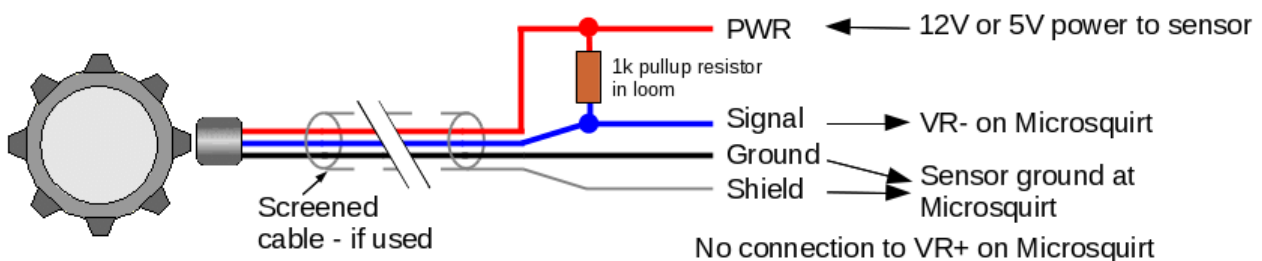 PWR
12V or 5V power to sensor
1k pullup resistor
in loom
Signal
VR- on Microsquirt
Ground
Shield
Sensor ground at
Microsquirt
Screened
cable - if used
No connection to VR+ on Microsquirt